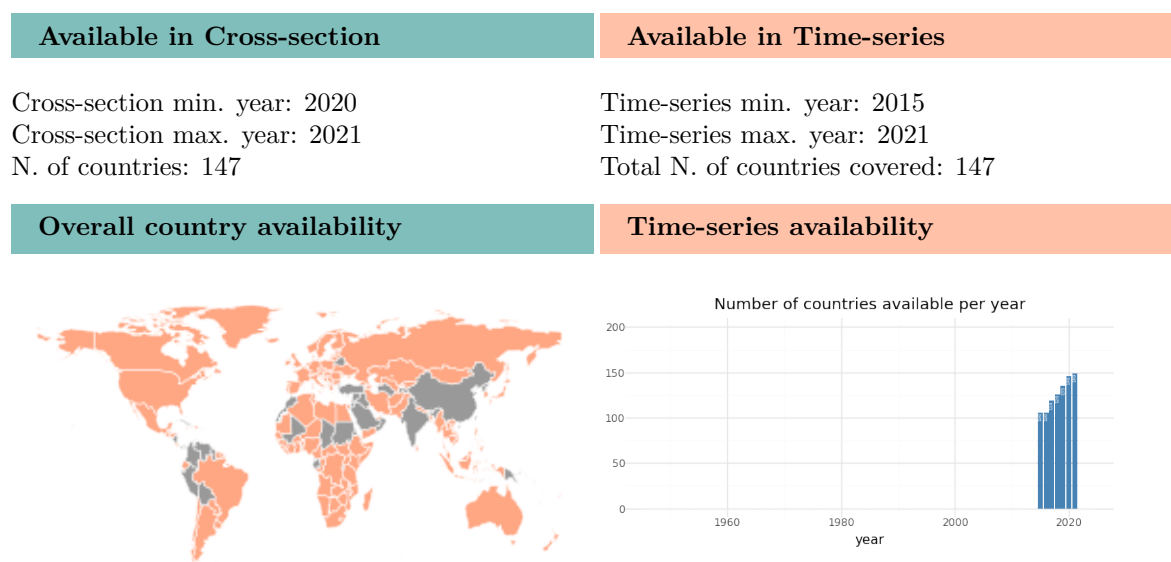 Available in Cross-section
Available in Time-series
Cross-section min. year: 2020
Cross-section max. year: 2021
N. of countries: 147
Time-series min. year: 2015
Time-series max. year: 2021
Total N. of countries covered: 147
Overall country availability
Time-series availability
Number of countries available per year
200
150
100
50
0
1960
1980
2000
2020
year